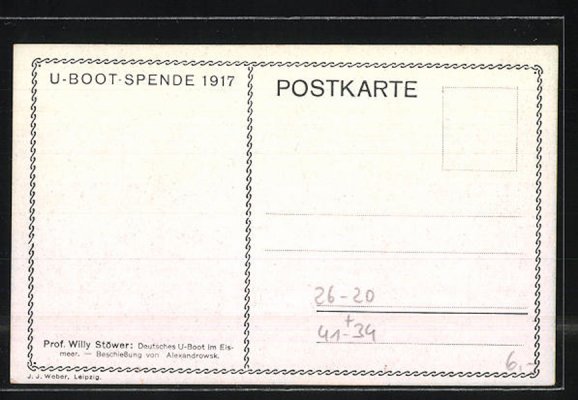 U-BOOT-SPENDE 1917
POSTKARTE
26-20
+
41-34
6,-
Prof. Willy Stöwer: Deutsches U-Boot im Eis-
meer. — Beschießung von Alexandrowsk.
J. J. Weber, Leipzig.